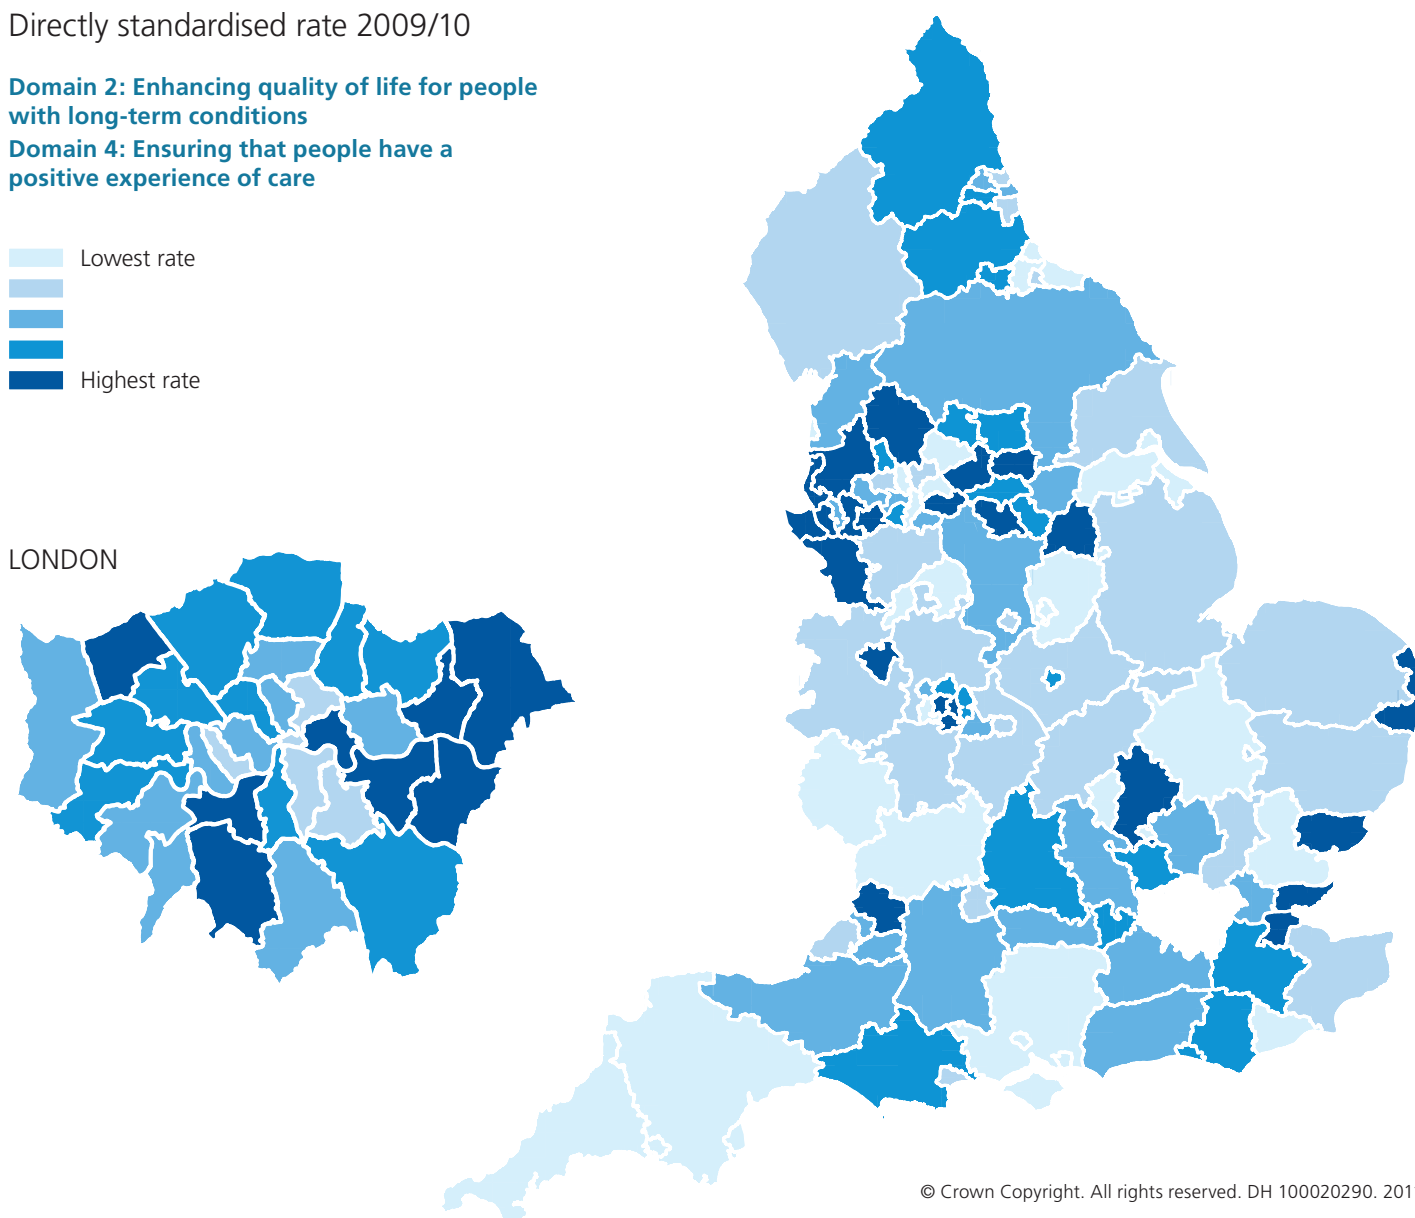 Directly standardised rate 2009/10
Domain 2: Enhancing quality of life for people
with long-term conditions
Domain 4: Ensuring that people have a
positive experience of care
Lowest rate
Highest rate
LONDON
© Crown Copyright. All rights reserved. DH 100020290. 201